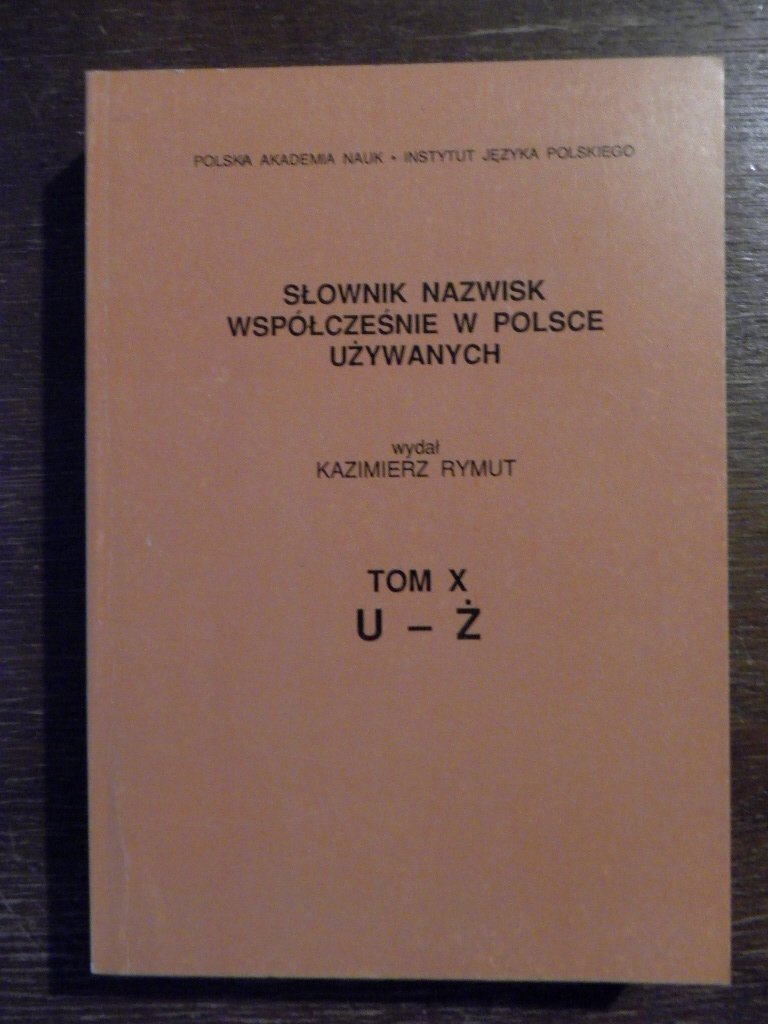 POLSKA AKADEMIA NAUK • INSTYTUT JĘZYKA POLSKIEGO
SŁOWNIK NAZWISK
WSPÓŁCZEŚNIE W POLSCE
UŻYWANYCH
wydał
KAZIMIERZ RYMUT
TOM X
U – Ż